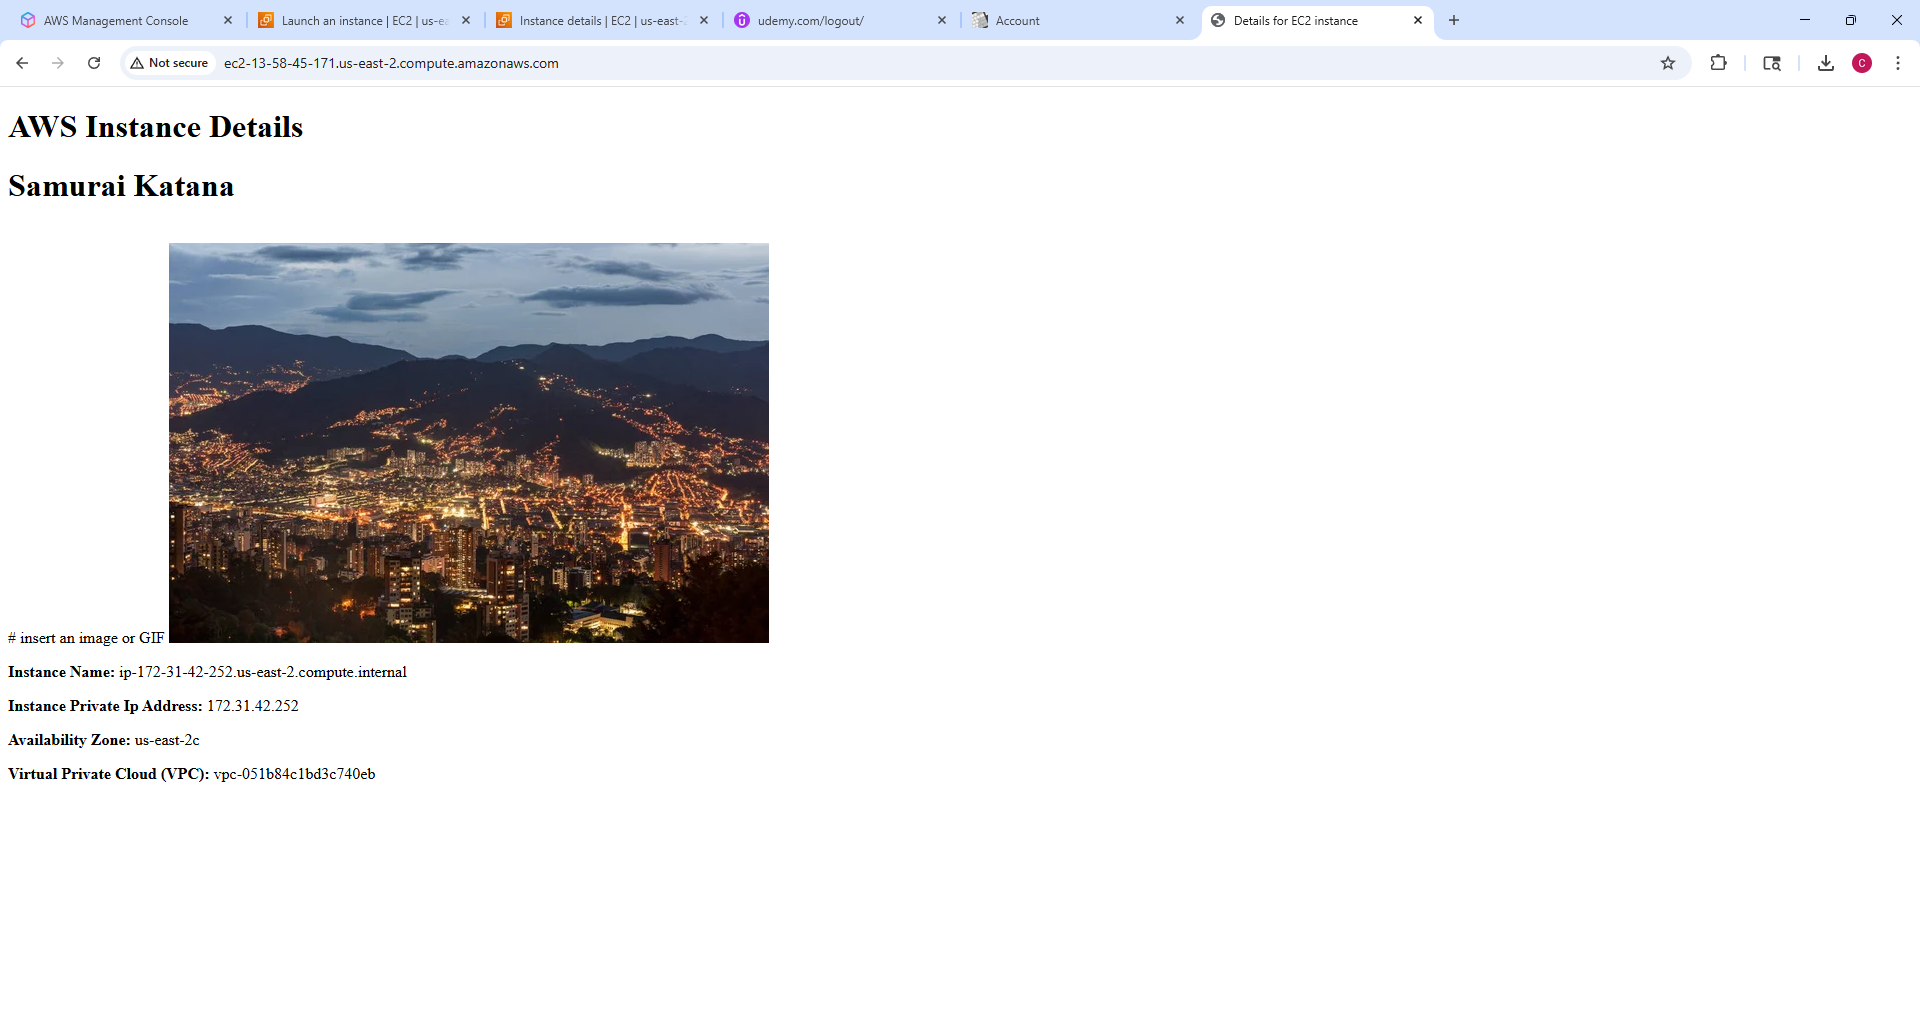 AWS Management Console
Launch an instance | EC2 | us-ea
Instance details | EC2 | us-east-2
udemy.com/logout/
Account
Details for EC2 instance
Not secure
ec2-13-58-45-171.us-east-2.compute.amazonaws.com
C
AWS Instance Details
Samurai Katana
# insert an image or GIF
Instance Name: ip-172-31-42-252.us-east-2.compute.internal
Instance Private Ip Address: 172.31.42.252
Availability Zone: us-east-2c
Virtual Private Cloud (VPC): vpc-051b84c1bd3c740eb